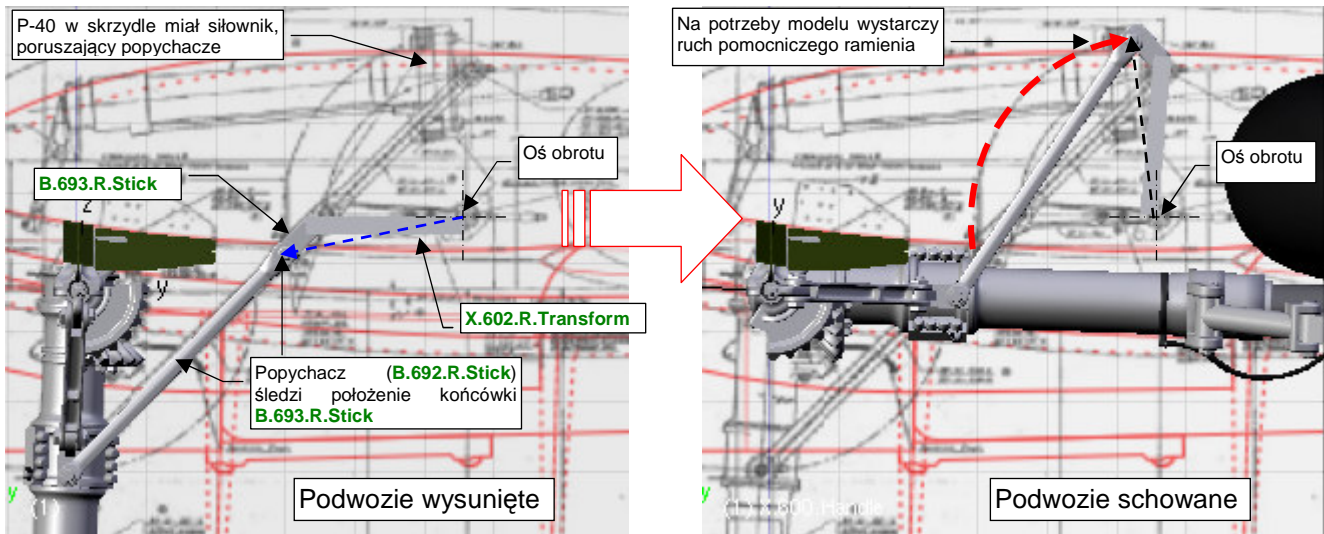 P-40 w skrzydle miał siłownik,
poruszający popychacze
Na potrzeby modelu wystarczy
ruch pomocniczego ramienia
Oś obrotu
Oś obrotu
B.693.R.Stick
z
y
y
X.602.R.Transform
Popychacz (B.692.R.Stick)
śledzi położenie końcówki
B.693.R.Stick
Podwozie wysunięte
Podwozie schowane
y
(1)
y
(1) X.600.Handle